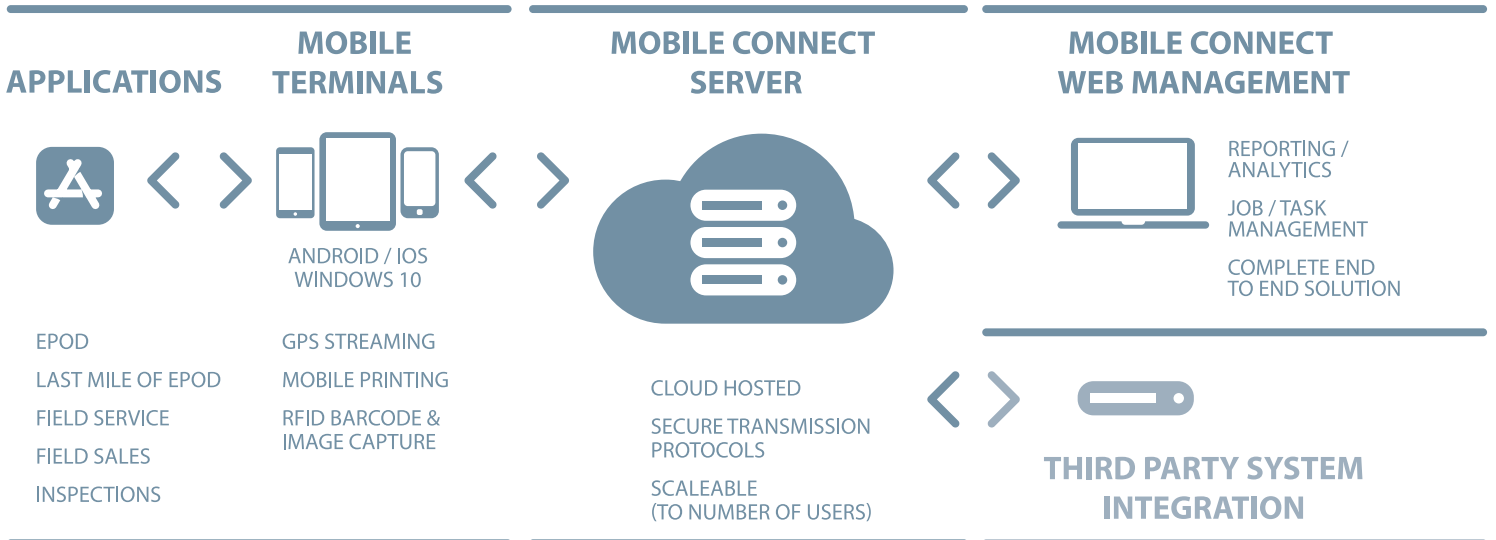 APPLICATIONS
MOBILE
TERMINALS
MOBILE CONNECT
SERVER
MOBILE CONNECT
WEB MANAGEMENT
ANDROID / IOS
WINDOWS 10
REPORTING /
ANALYTICS
JOB / TASK
MANAGEMENT
COMPLETE END
TO END SOLUTION
EPOD
LAST MILE OF EPOD
FIELD SERVICE
FIELD SALES
INSPECTIONS
GPS STREAMING
MOBILE PRINTING
RFID BARCODE &
IMAGE CAPTURE
CLOUD HOSTED
SECURE TRANSMISSION
PROTOCOLS
SCALEABLE
(TO NUMBER OF USERS)
THIRD PARTY SYSTEM
INTEGRATION